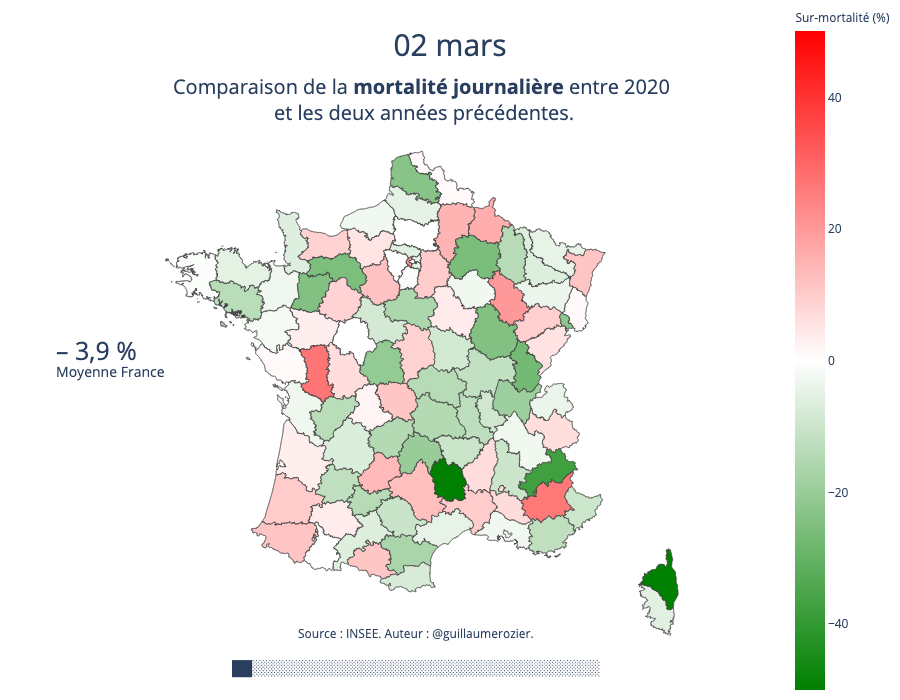 Sur-mortalité (%)
02 mars
Comparaison de la mortalité journalière entre 2020
et les deux années précédentes.
40
20
0
−20
−40
– 3,9 %
Moyenne France
Source : INSEE. Auteur : @guillaumerozier.